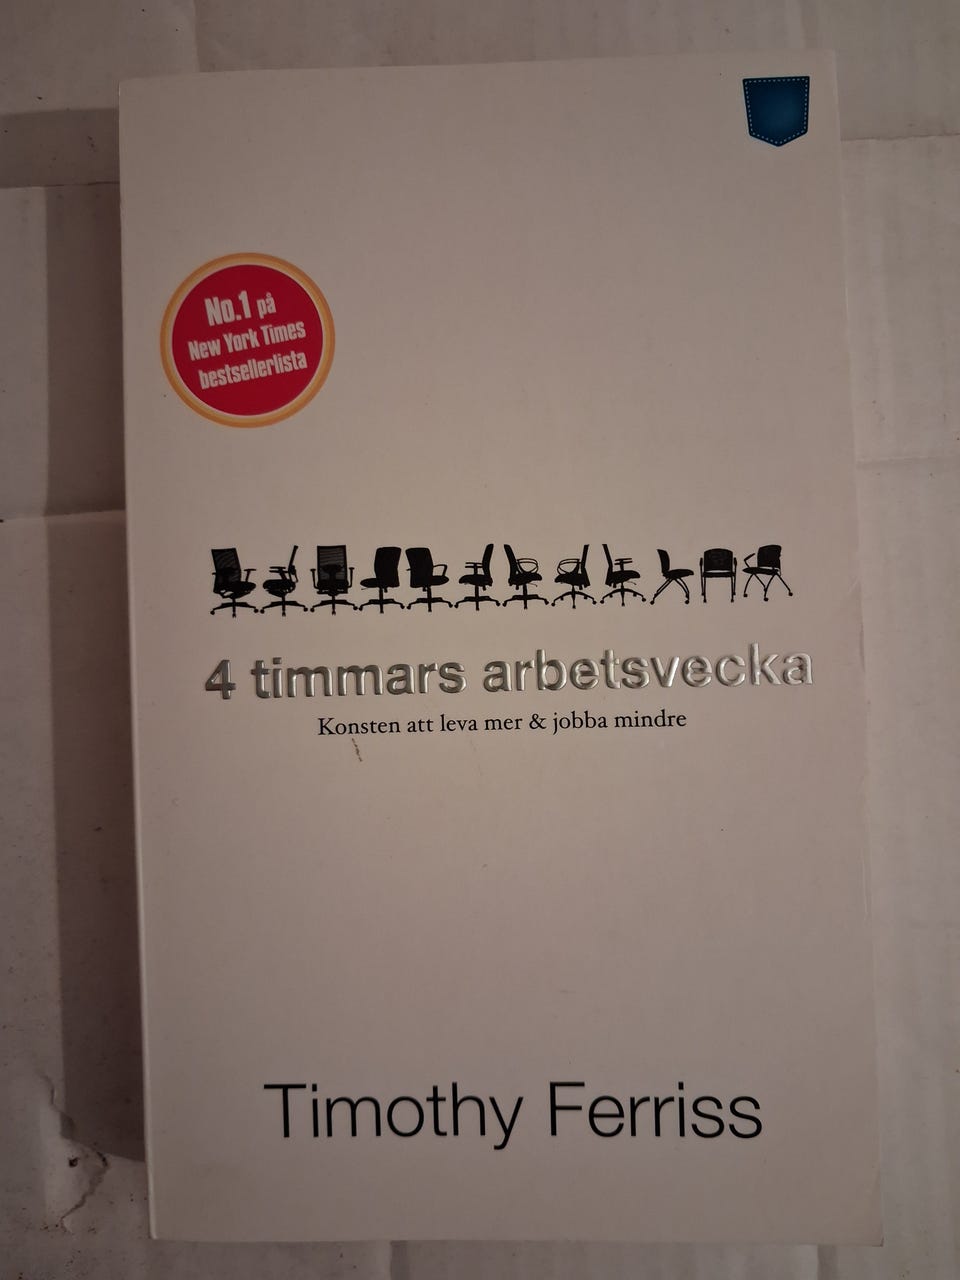 No.1 på
New York Times
bestsellerlista
4 timmars arbetsvecka
Konsten att leva mer & jobba mindre
Timothy Ferriss